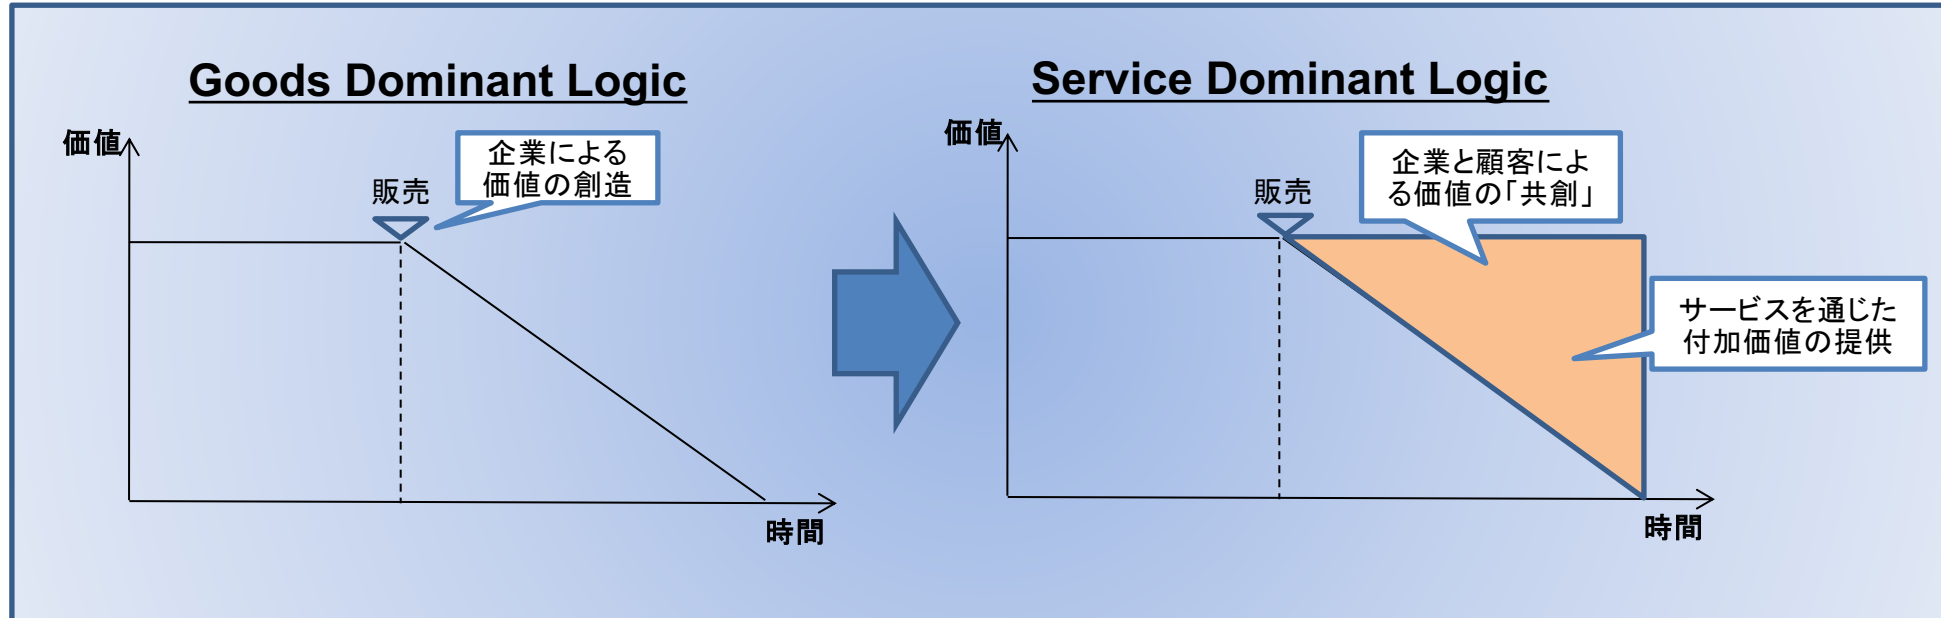 Goods Dominant Logic
価値
企業による
価値の創造
販売
時間
Service Dominant Logic
価値
企業と顧客によ
る価値の「共創」
販売
サービスを通じた
付加価値の提供
時間